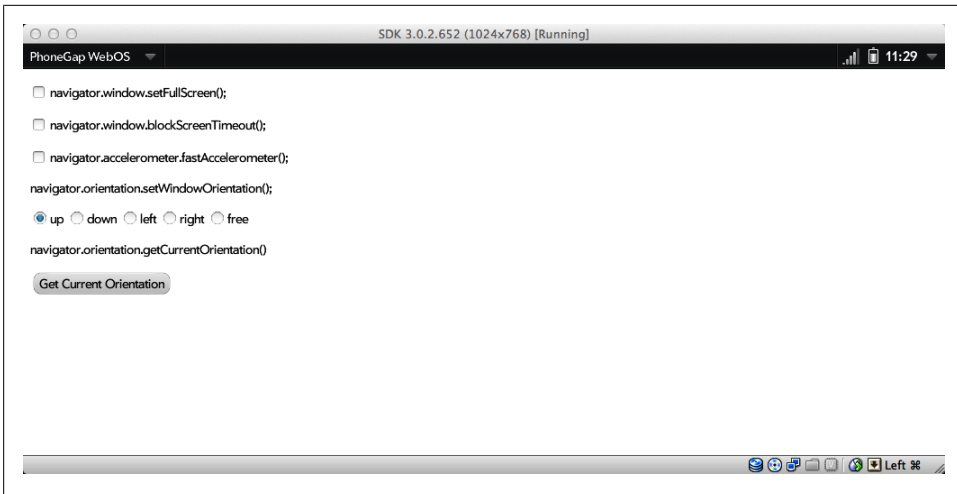 SDK 3.0.2.652 (1024x768) [Running]
PhoneGap WebOS 11:29
navigator.window.setFullScreen();
navigator.window.blockScreenTimeout();
navigator.accelerometer.fastAccelerometer();
navigator.orientation.setWindowOrientation();
up down left right free
navigator.orientation.getCurrentOrientation()
Get Current Orientation
Left ⌘